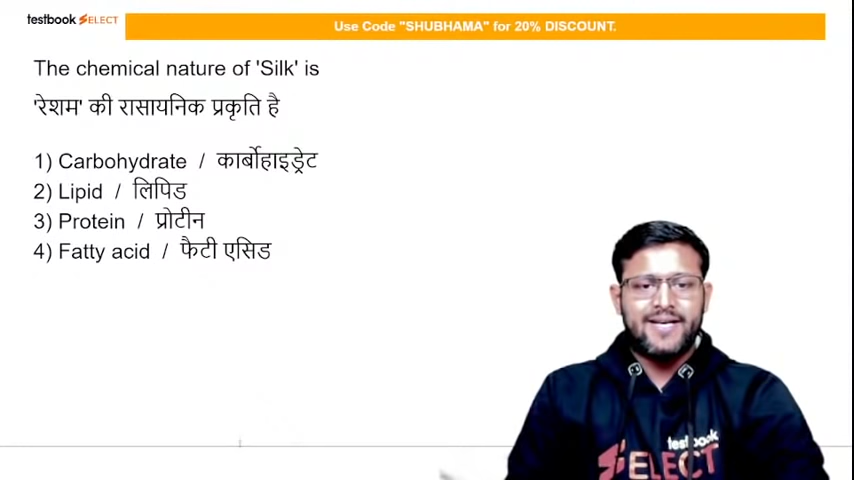 testbook SELECT
Use Code "SHUBHAMA" for 20% DISCOUNT.
The chemical nature of 'Silk' is
'रेशम' की रासायनिक प्रकृति है
1) Carbohydrate / कार्बोहाइड्रेट
2) Lipid / लिपिड
3) Protein / प्रोटीन
4) Fatty acid / फैटी एसिड
testbook
SELECT